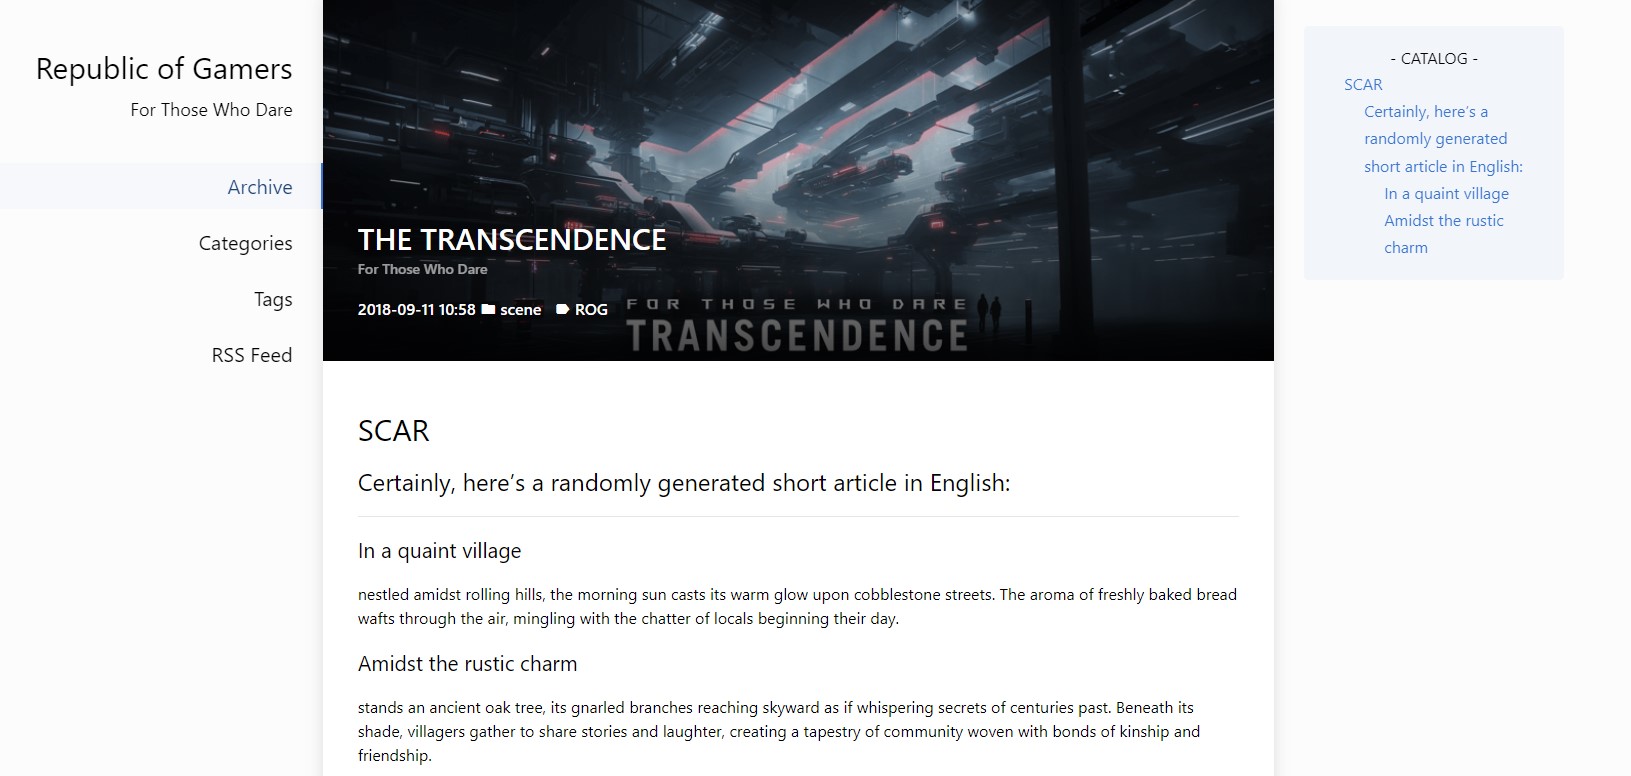 Republic of Gamers
For Those Who Dare
Archive
Categories
Tags
RSS Feed
THE TRANSCENDENCE
For Those Who Dare
2018-09-11 10:58 scene ROG
FOR THOSE WHO DARE
TRANSCENDENCE
SCAR
Certainly, here’s a randomly generated short article in English:
In a quaint village
nestled amidst rolling hills, the morning sun casts its warm glow upon cobblestone streets. The aroma of freshly baked bread
wafts through the air, mingling with the chatter of locals beginning their day.
Amidst the rustic charm
stands an ancient oak tree, its gnarled branches reaching skyward as if whispering secrets of centuries past. Beneath its
shade, villagers gather to share stories and laughter, creating a tapestry of community woven with bonds of kinship and
friendship.
- CATALOG -
SCAR
Certainly, here’s a
randomly generated
short article in English:
In a quaint village
Amidst the rustic
charm